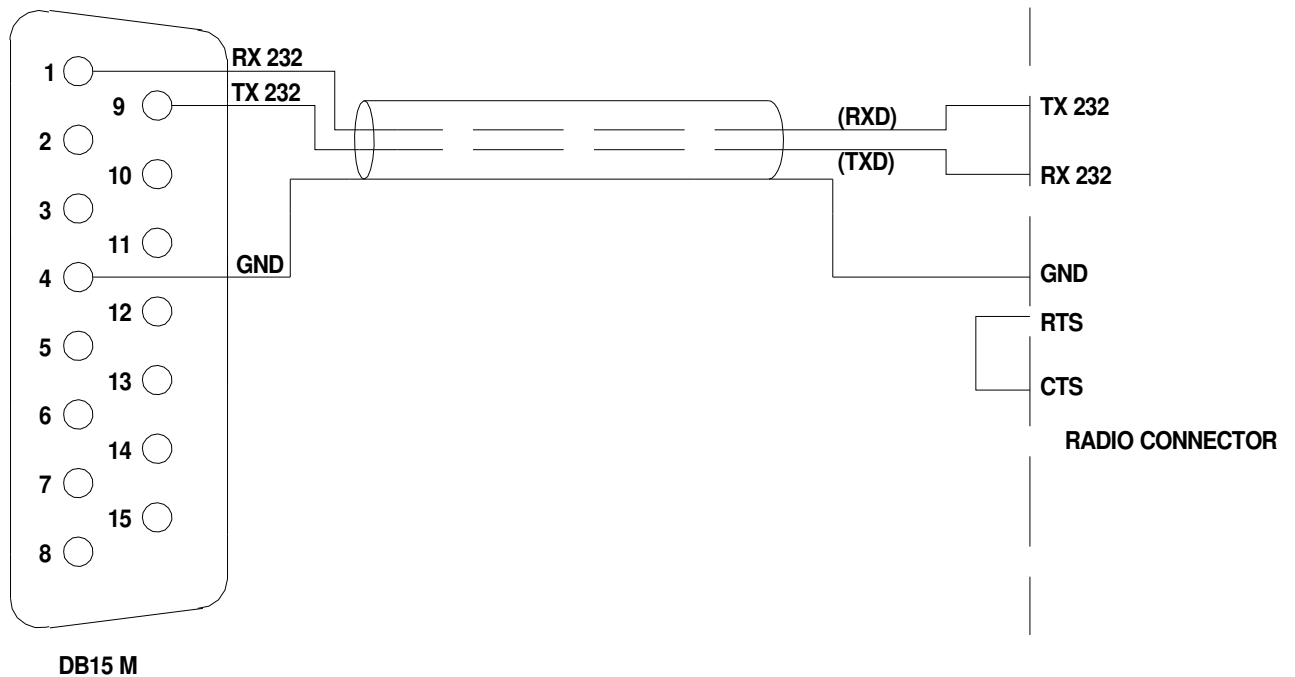 RX 232
1
TX 232
9
(RXD)
TX 232
2
(TXD)
10
RX 232
3
11
4
GND
GND
12
RTS
5
13
CTS
6
14
RADIO CONNECTOR
7
15
8
DB15 M